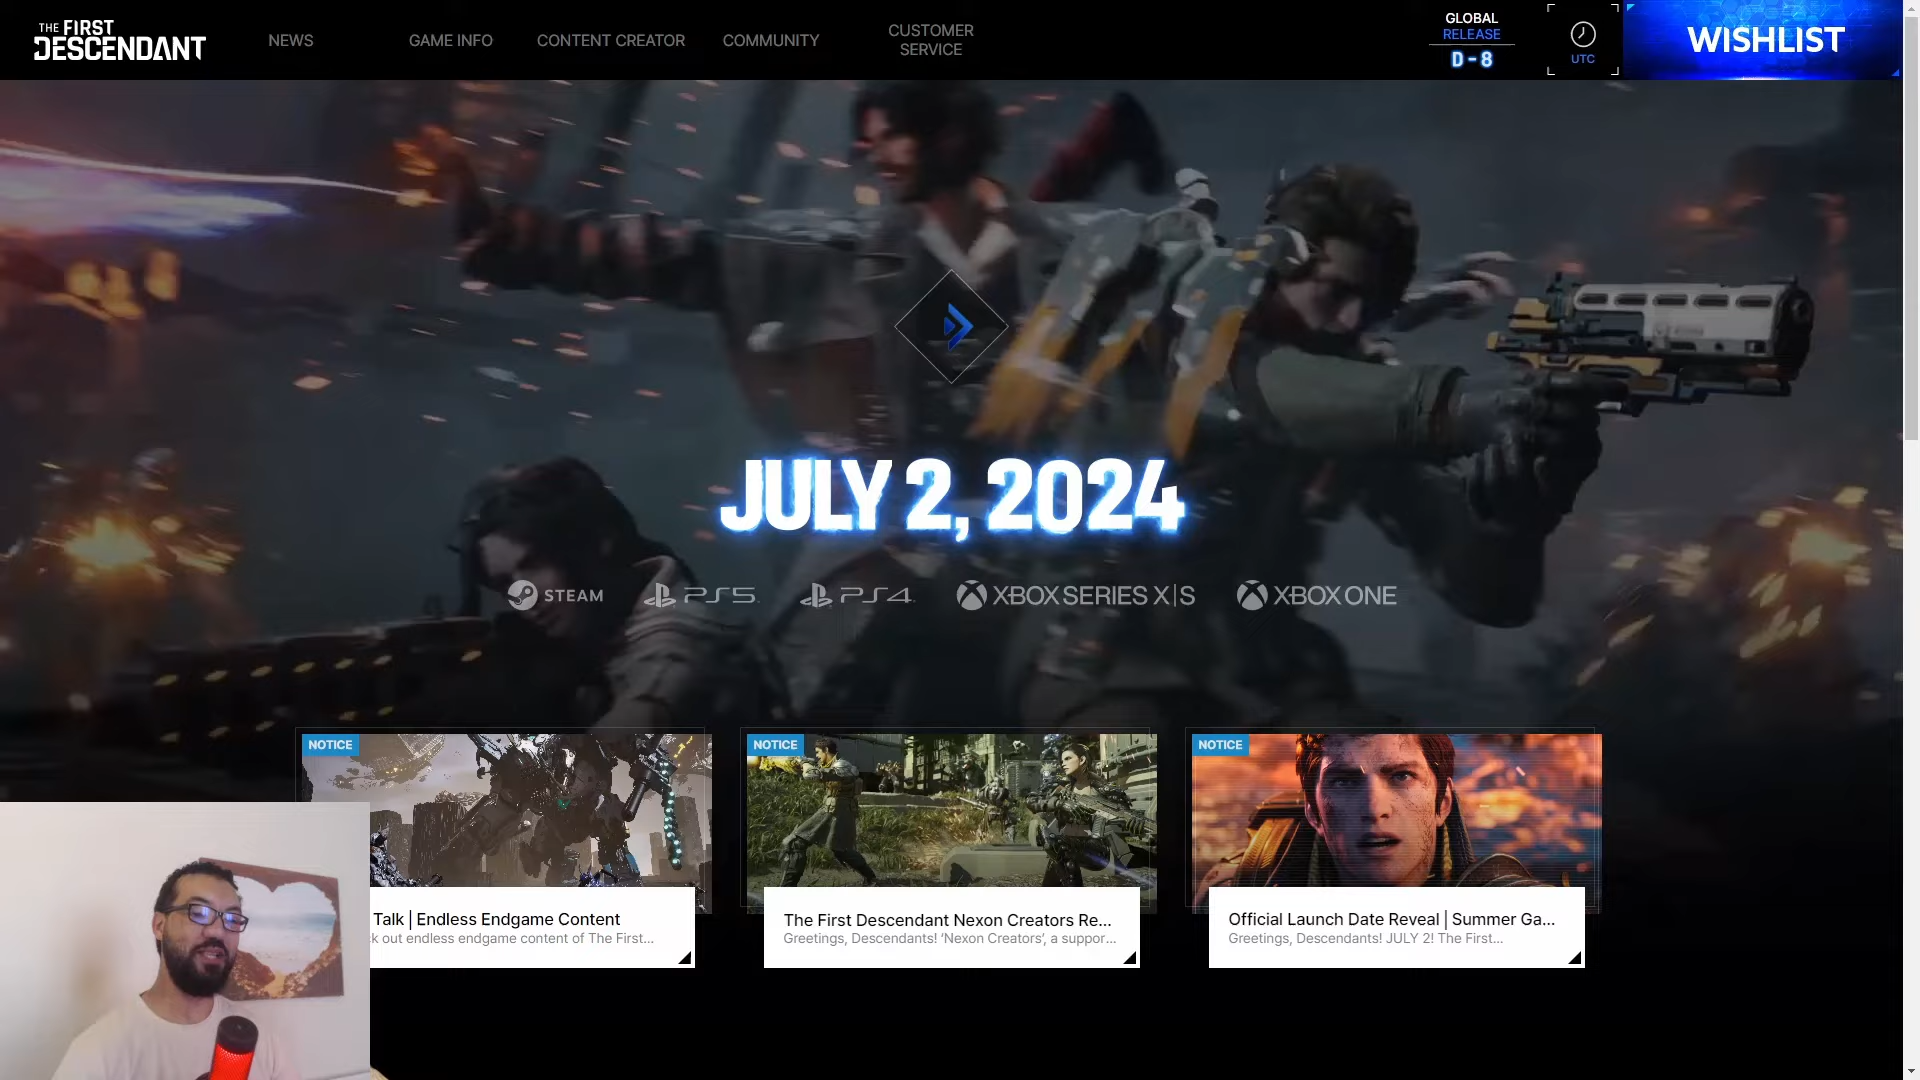 THE FIRST
DESCENDANT
NEWS
GAME INFO
CONTENT CREATOR
COMMUNITY
CUSTOMER
SERVICE
GLOBAL
RELEASE
D - 8
UTC
WISHLIST
JULY 2, 2024
STEAM
PS5
PS4
XBOX SERIES X|S
XBOX ONE
NOTICE
Talk | Endless Endgame Content
k out endless endgame content of The First...
NOTICE
The First Descendant Nexon Creators Re...
Greetings, Descendants! ‘Nexon Creators’, a suppor...
NOTICE
Official Launch Date Reveal | Summer Ga...
Greetings, Descendants! JULY 2! The First...